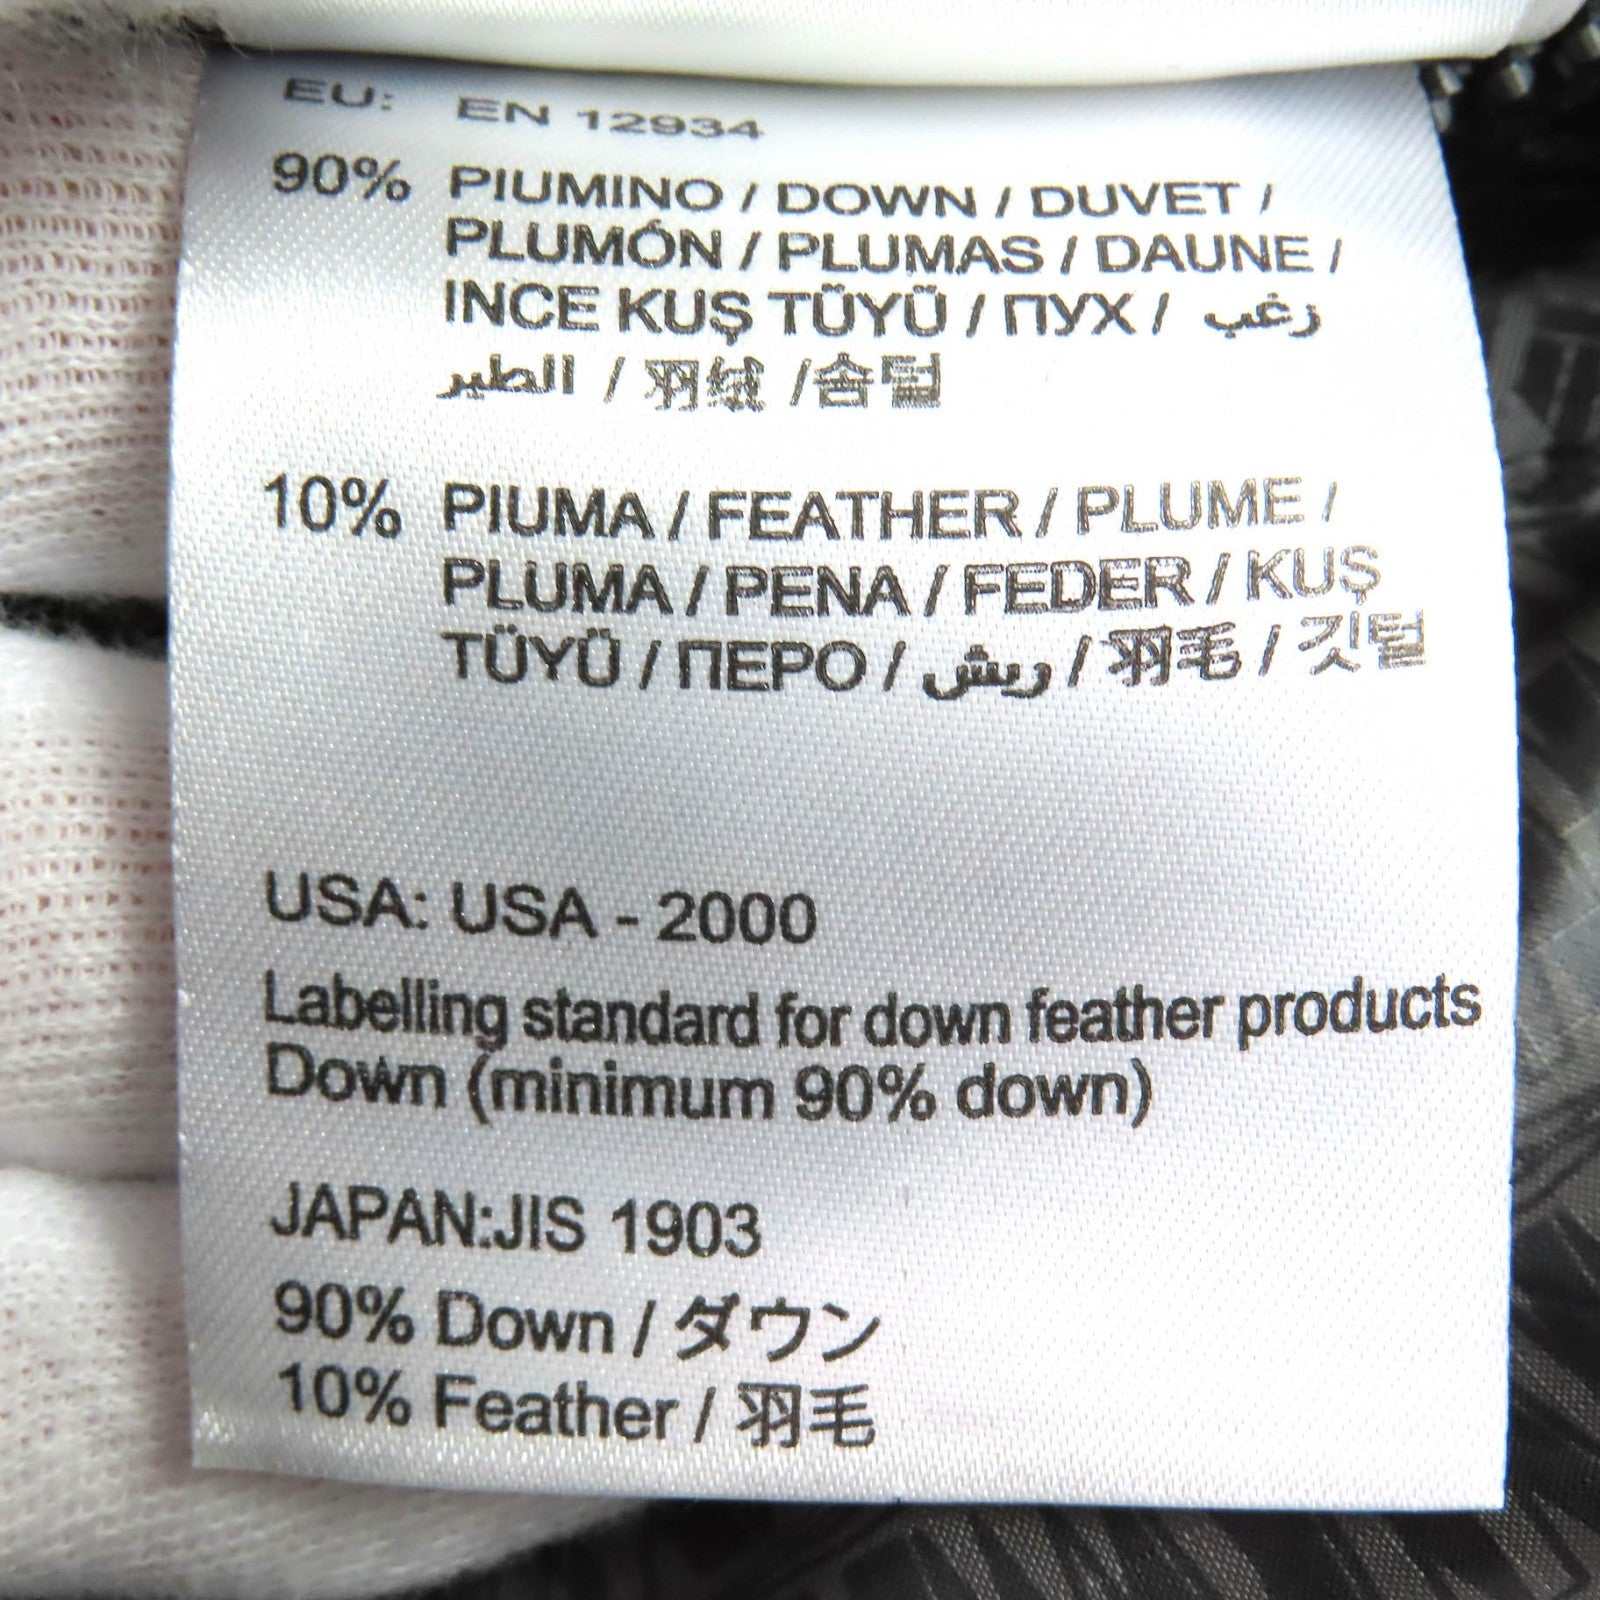 EU: EN 12934
90% PIUMINO / DOWN / DUVET /
PLUMÓN / PLUMAS / DAUNE /
INCE KUŞ TÜYÜ / ПУХ / زغب
الطير / 羽绒 / 솜털
10% PIUMA / FEATHER / PLUME /
PLUMA / PENA / FEDER / KUŞ
TÜYÜ / ПЕРО / ريش / 羽毛 / 깃털
USA: USA - 2000
Labelling standard for down feather products
Down (minimum 90% down)
JAPAN:JIS 1903
90% Down / ダウン
10% Feather / 羽毛